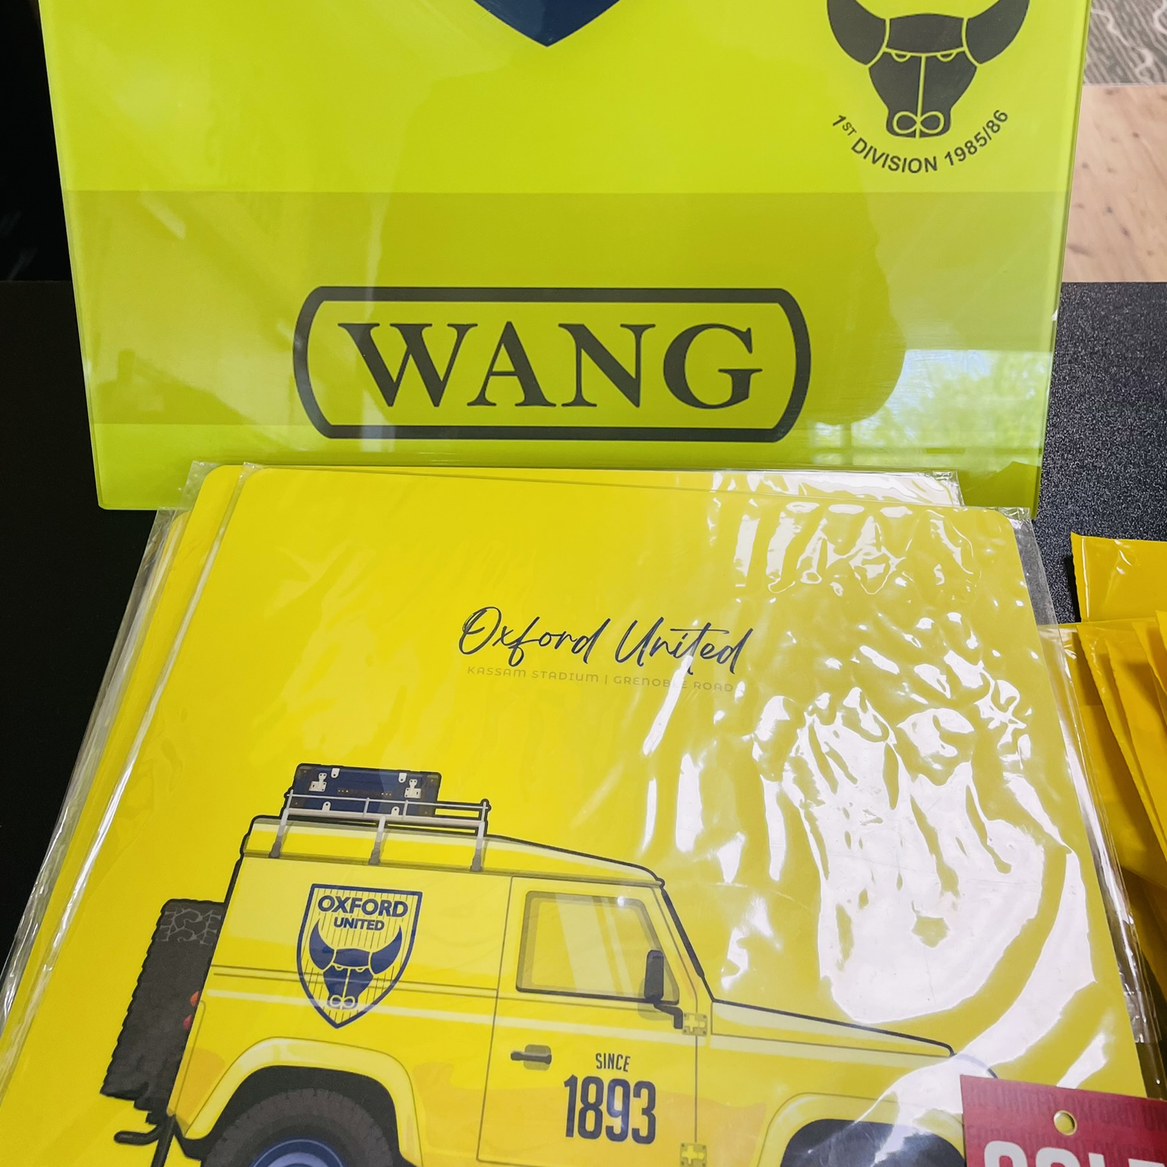 1ST DIVISION 1985/86
WANG
Oxford United
KASSAM STADIUM | GRENOBLE ROAD
OXFORD
UNITED
SINCE
1893